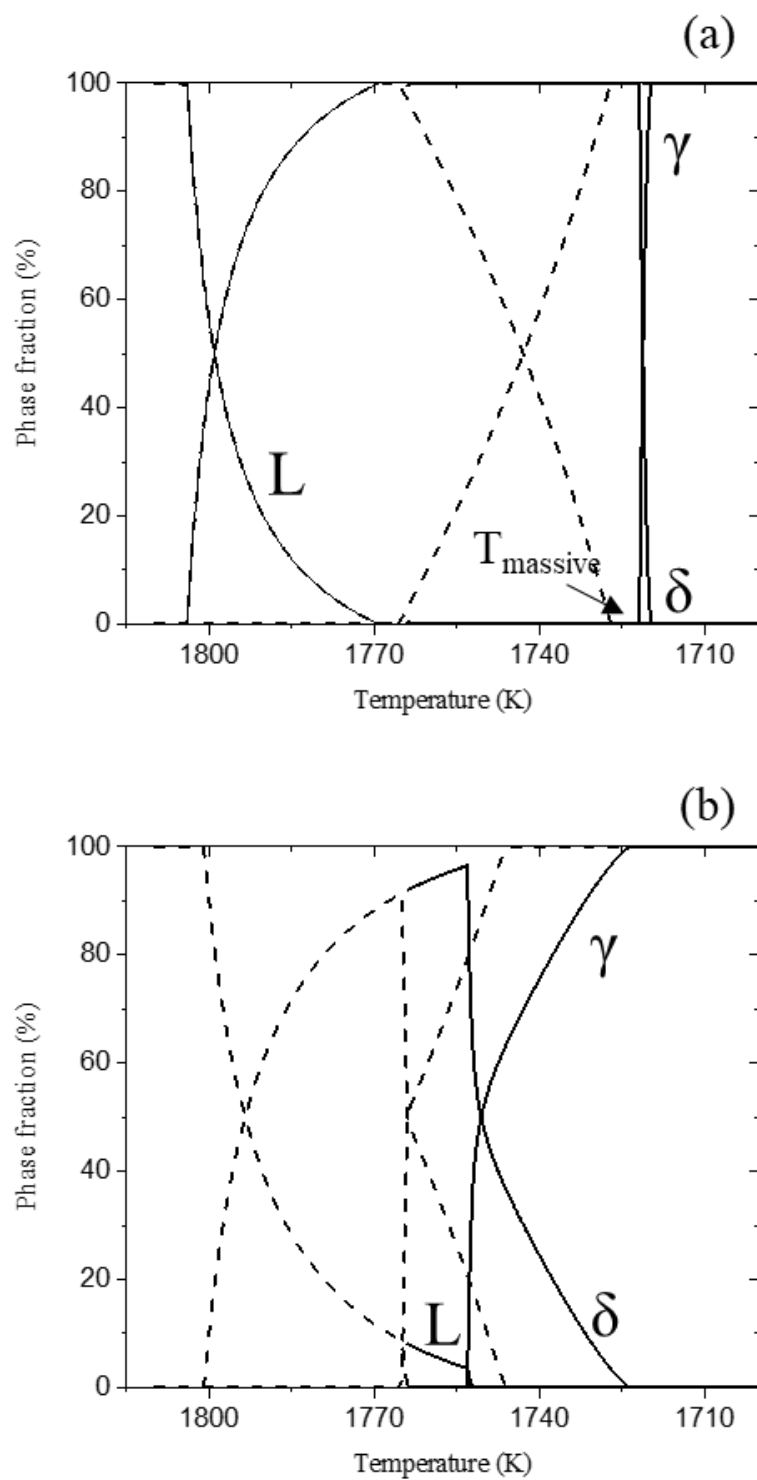 (a)
100
80
60
40
20
0
Phase fraction (%)
γ
L
T massive
δ
1800 1770 1740 1710
Temperature (K)
(b)
100
80
60
40
20
0
Phase fraction (%)
γ
L
δ
1800 1770 1740 1710
Temperature (K)